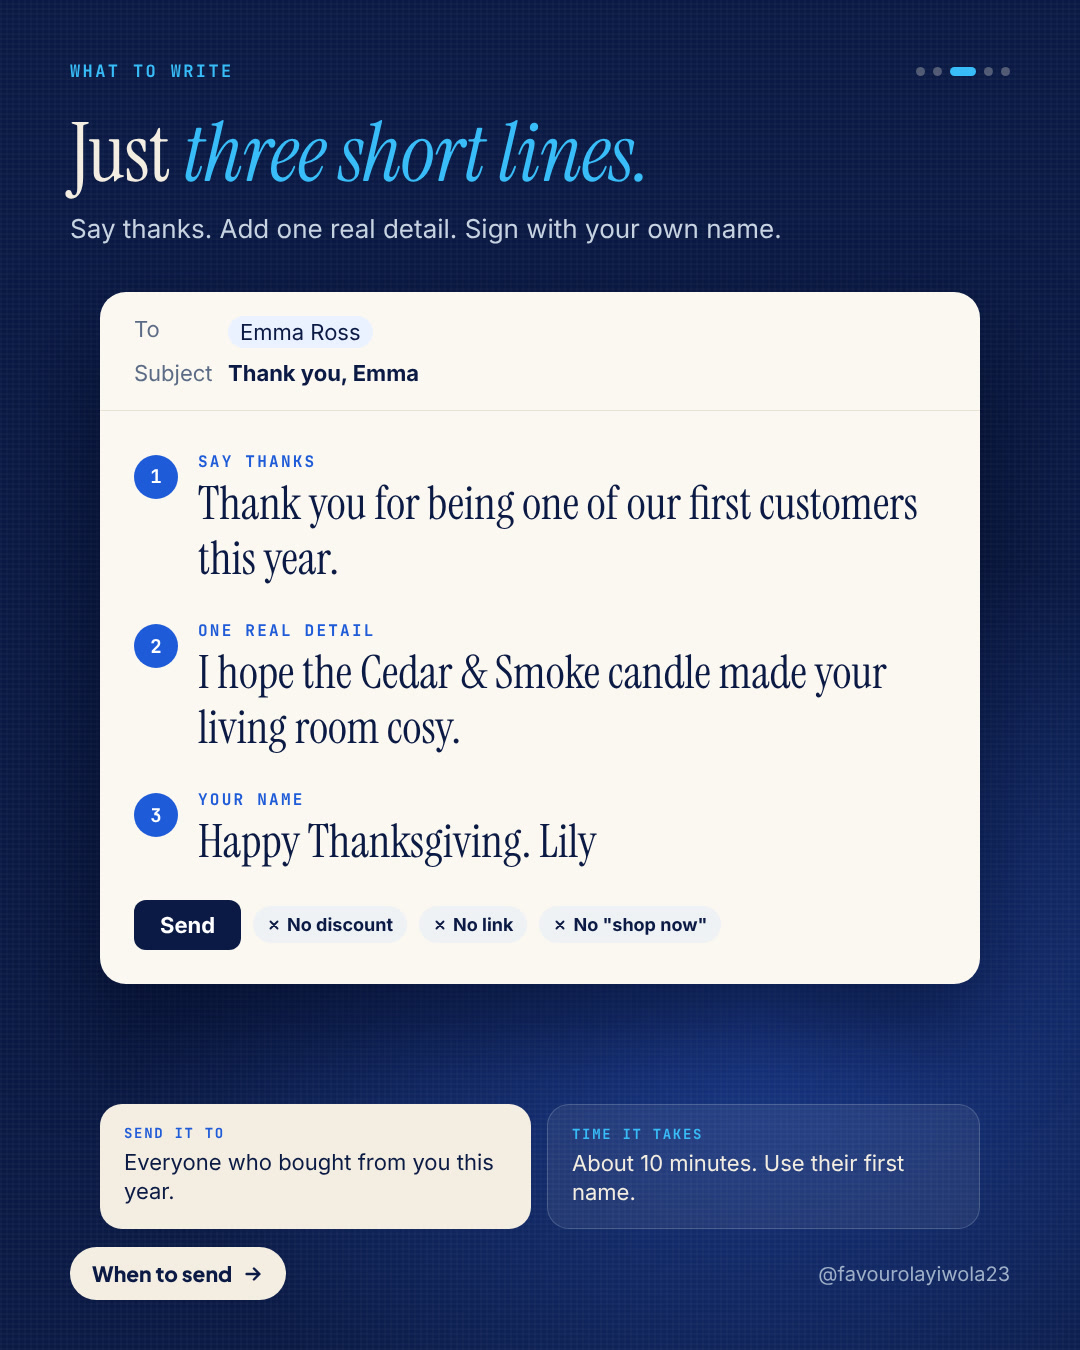 WHAT TO WRITE
Just three short lines.
Say thanks. Add one real detail. Sign with your own name.
To Emma Ross
Subject Thank you, Emma
1 SAY THANKS
Thank you for being one of our first customers
this year.
2 ONE REAL DETAIL
I hope the Cedar & Smoke candle made your
living room cosy.
3 YOUR NAME
Happy Thanksgiving. Lily
Send × No discount × No link × No "shop now"
SEND IT TO
Everyone who bought from you this
year.
TIME IT TAKES
About 10 minutes. Use their first
name.
When to send →
@favourolayiwola23